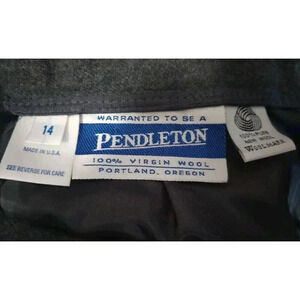 14
MADE IN U.S.A.
SEE REVERSE FOR CARE
WARRANTED TO BE A
PENDLETON
100% VIRGIN WOOL
PORTLAND, OREGON
100% PURE
NEW WOOL
WOOLMARK